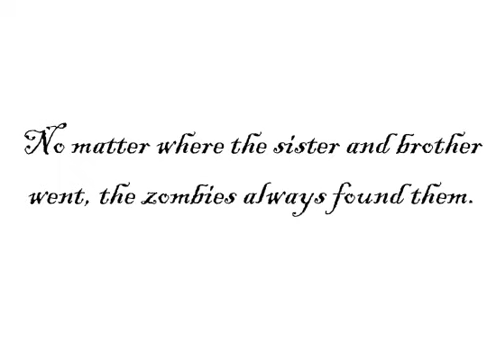 No matter where the sister and brother
went, the zombies always found them.